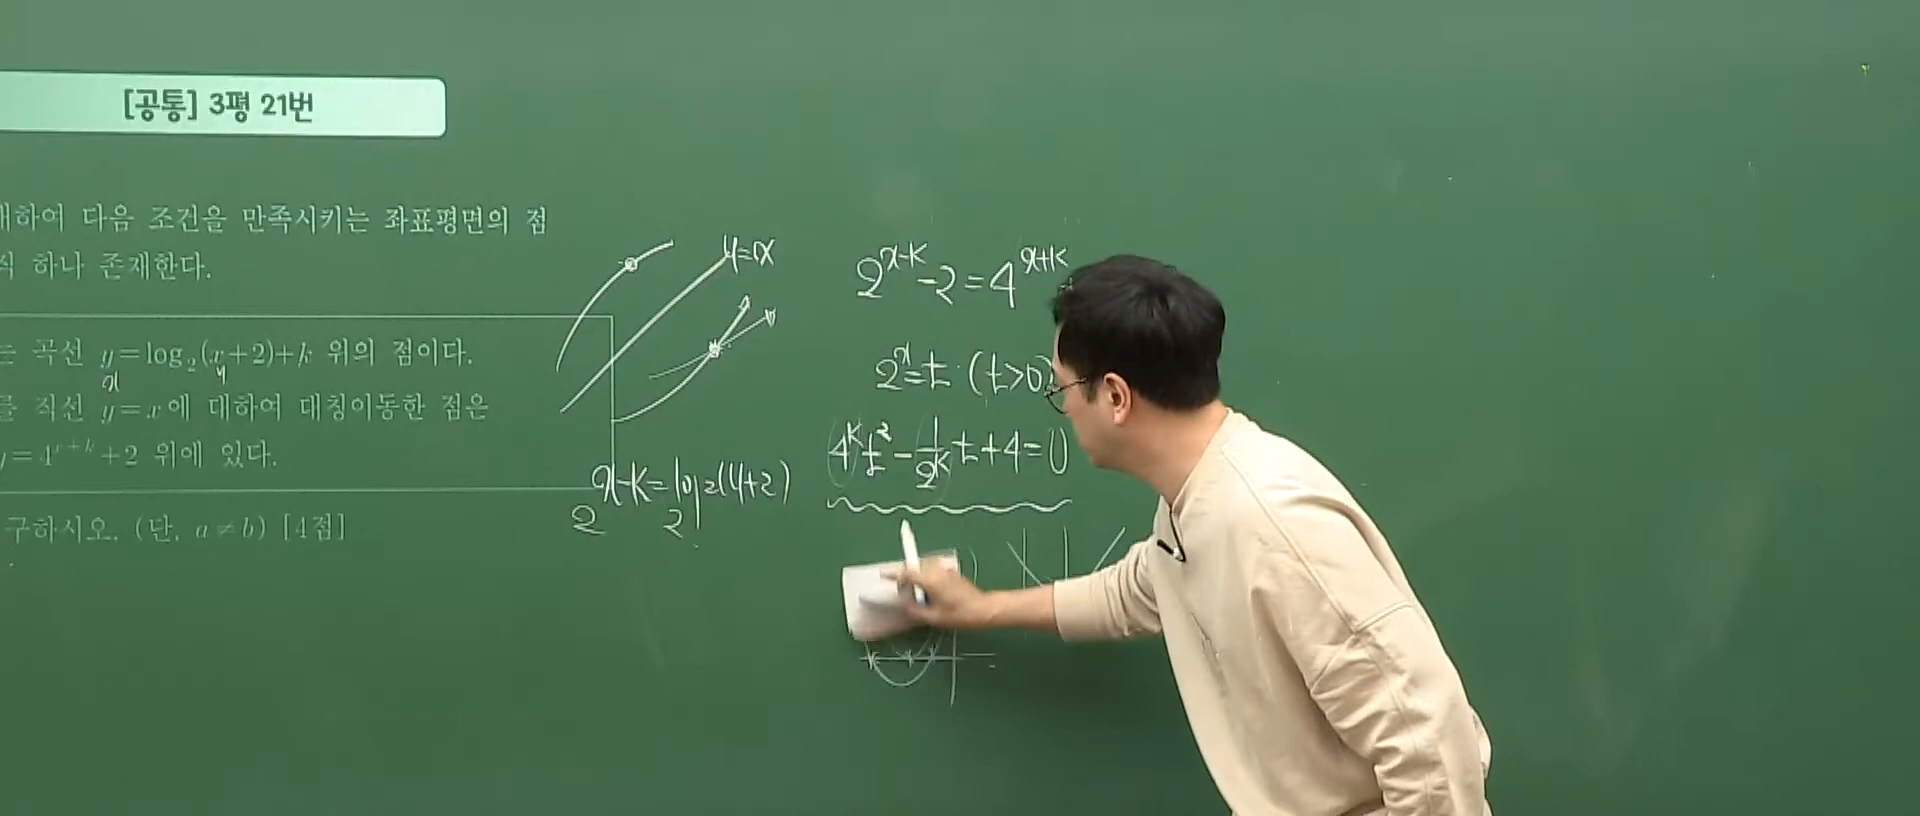 [공통] 3평 21번
대하여 다음 조건을 만족시키는 좌표평면의 점
하나 존재한다.
곡선 y=log₂(x+2)+k 위의 점이다.
x y
를 직선 y=x에 대하여 대칭이동한 점은
y=4^{x+k}+2 위에 있다.
구하시오. (단, a≠b) [4점]
y=x
2^{x-k}=2^{log₂(y+2)}
2^{x-k}-2=4^{x+k}
2^x=t (t>0)
4^k t²-\frac{1}{2^k}t+4=0